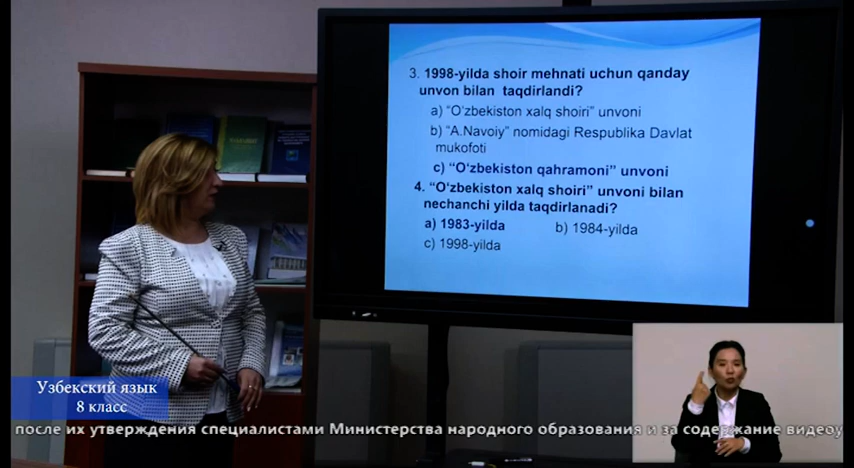 3. 1998-yilda shoir mehnati uchun qanday
unvon bilan taqdirlandi?
a) "O'zbekiston xalq shoiri" unvoni
b) "A.Navoiy" nomidagi Respublika Davlat
mukofoti
c) "O'zbekiston qahramoni" unvoni
4. "O'zbekiston xalq shoiri" unvoni bilan
nechanchi yilda taqdirlanadi?
a) 1983-yilda b) 1984-yilda
c) 1998-yilda
Узбекский язык
8 класс
после их утверждения специалистами Министерства народного образования и за содержание видеоу